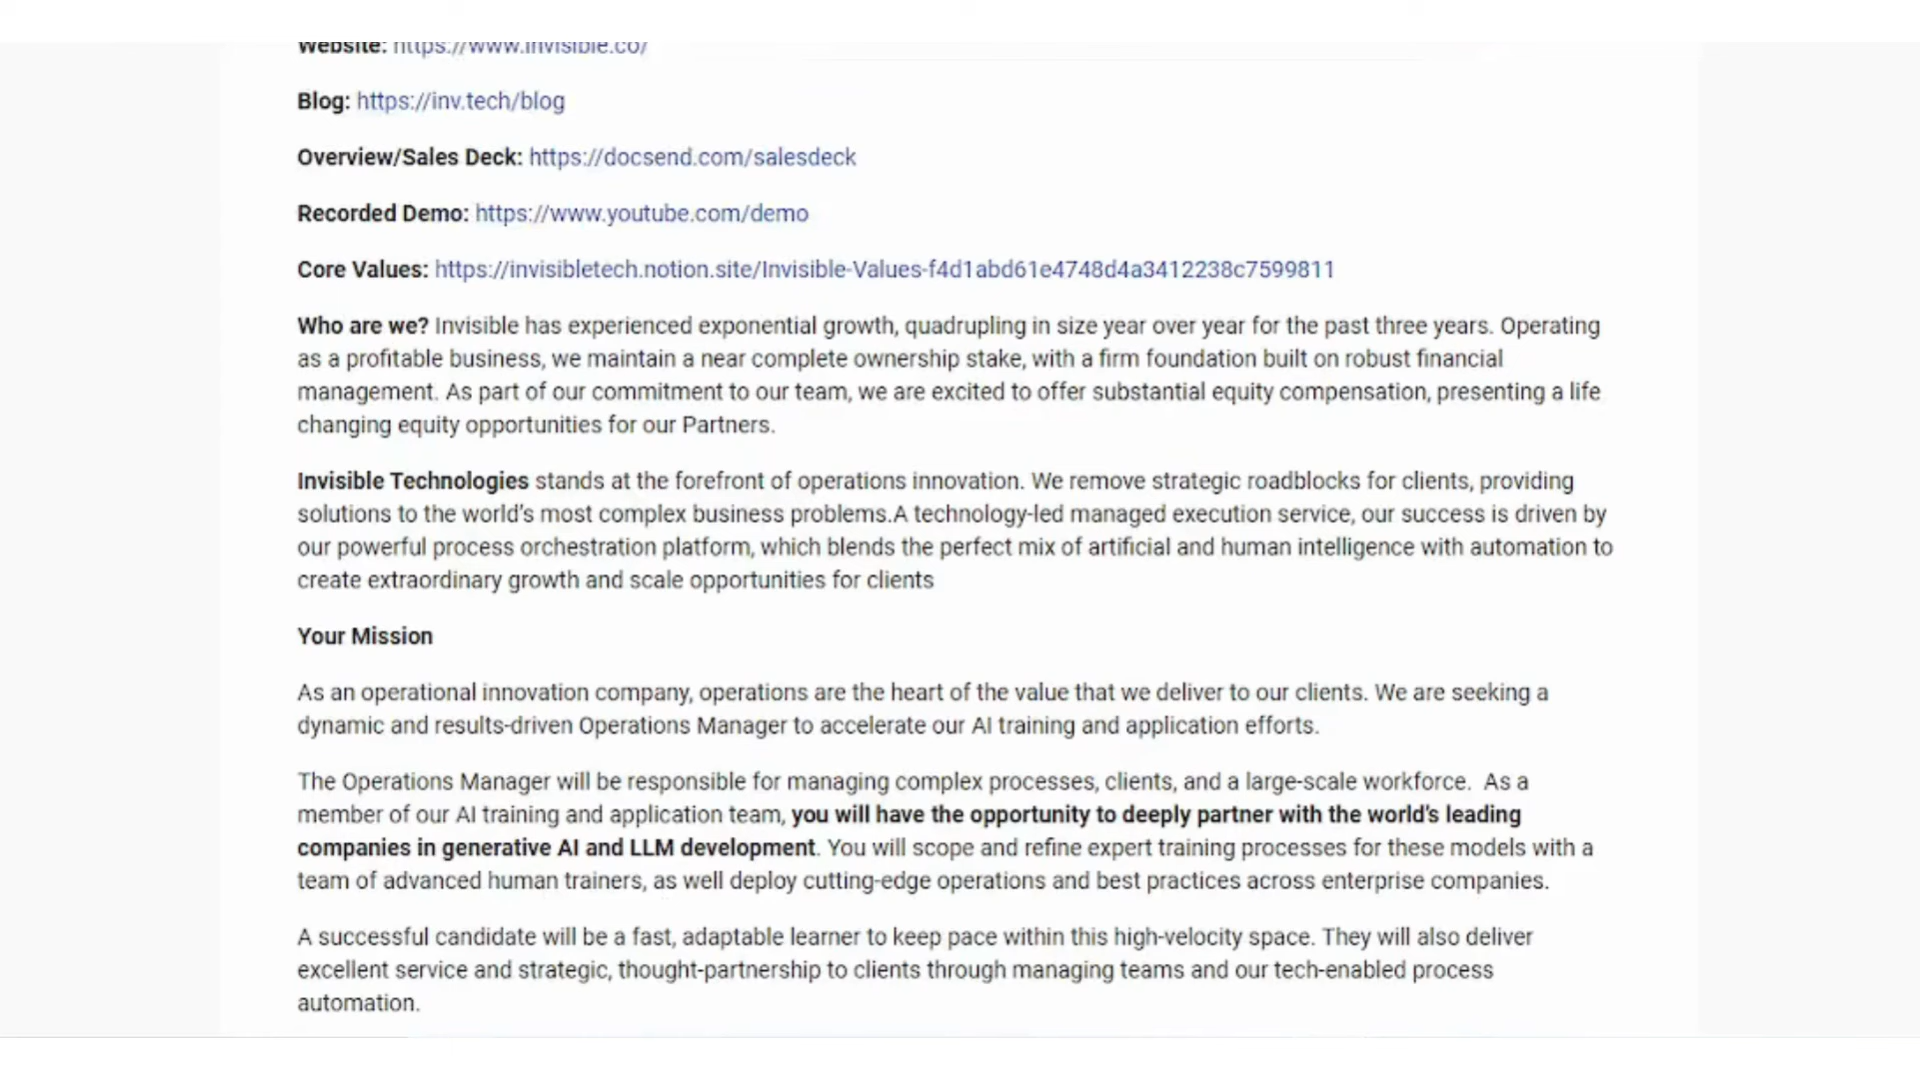 Website: https://www.invisible.co/
Blog: https://inv.tech/blog
Overview/Sales Deck: https://docsend.com/salesdeck
Recorded Demo: https://www.youtube.com/demo
Core Values: https://invisibletech.notion.site/Invisible-Values-f4d1abd61e4748d4a3412238c7599811
Who are we? Invisible has experienced exponential growth, quadrupling in size year over year for the past three years. Operating
as a profitable business, we maintain a near complete ownership stake, with a firm foundation built on robust financial
management. As part of our commitment to our team, we are excited to offer substantial equity compensation, presenting a life
changing equity opportunities for our Partners.
Invisible Technologies stands at the forefront of operations innovation. We remove strategic roadblocks for clients, providing
solutions to the world's most complex business problems.A technology-led managed execution service, our success is driven by
our powerful process orchestration platform, which blends the perfect mix of artificial and human intelligence with automation to
create extraordinary growth and scale opportunities for clients
Your Mission
As an operational innovation company, operations are the heart of the value that we deliver to our clients. We are seeking a
dynamic and results-driven Operations Manager to accelerate our AI training and application efforts.
The Operations Manager will be responsible for managing complex processes, clients, and a large-scale workforce.  As a
member of our AI training and application team, you will have the opportunity to deeply partner with the world's leading
companies in generative AI and LLM development. You will scope and refine expert training processes for these models with a
team of advanced human trainers, as well deploy cutting-edge operations and best practices across enterprise companies.
A successful candidate will be a fast, adaptable learner to keep pace within this high-velocity space. They will also deliver
excellent service and strategic, thought-partnership to clients through managing teams and our tech-enabled process
automation.